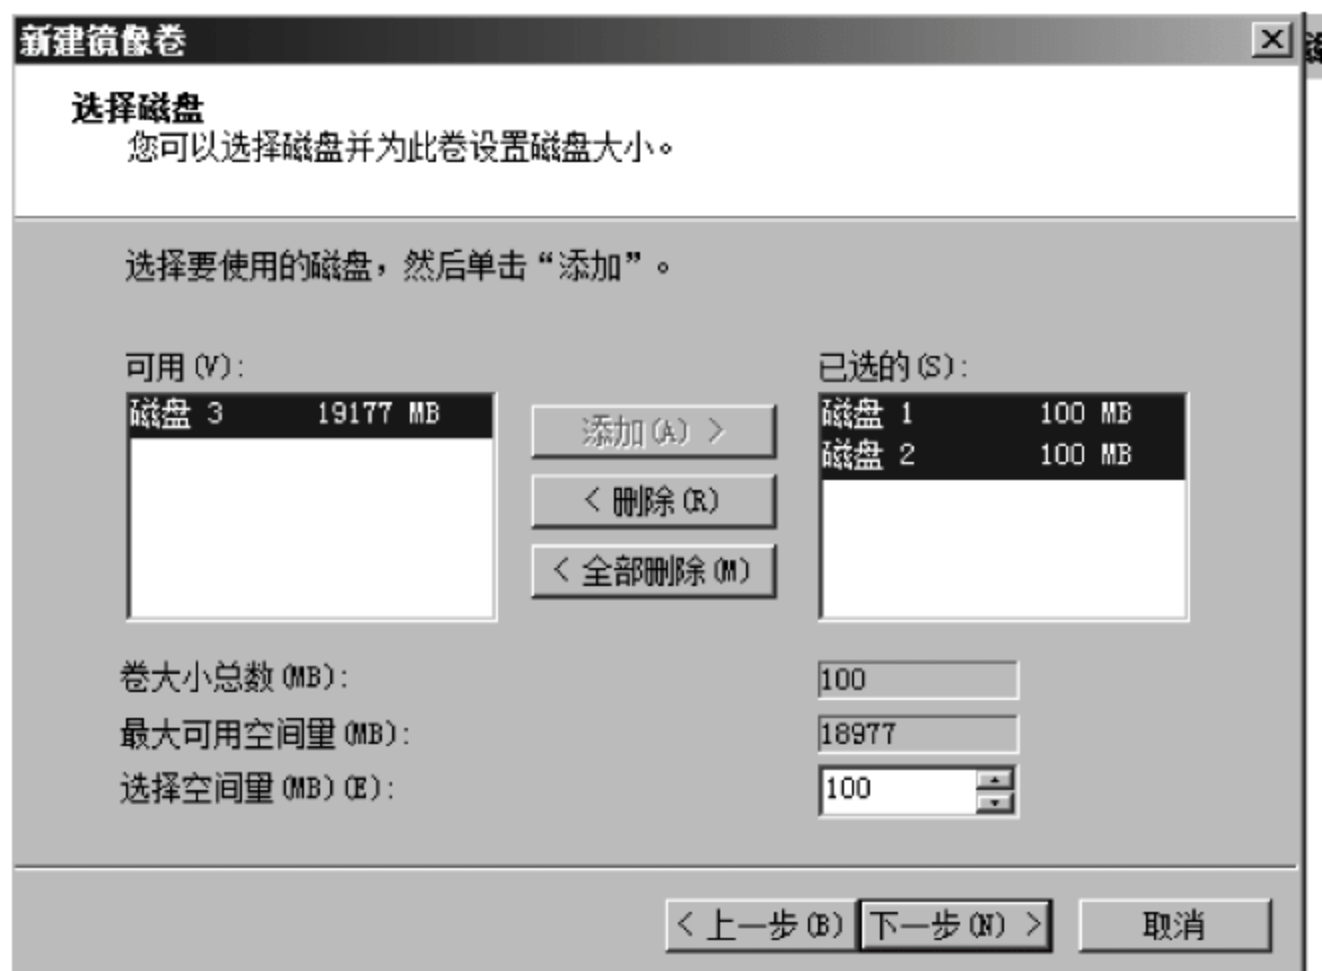 新建镜像卷
选择磁盘
您可以选择磁盘并为此卷设置磁盘大小。
选择要使用的磁盘，然后单击“添加”。
可用(V):
已选的(S):
磁盘 3 19177 MB
添加(A) >
磁盘 1 100 MB
磁盘 2 100 MB
< 删除(R)
< 全部删除(M)
卷大小总数(MB): 100
最大可用空间量(MB): 18977
选择空间量(MB)(E): 100
< 上一步(B) 下一步(N) > 取消